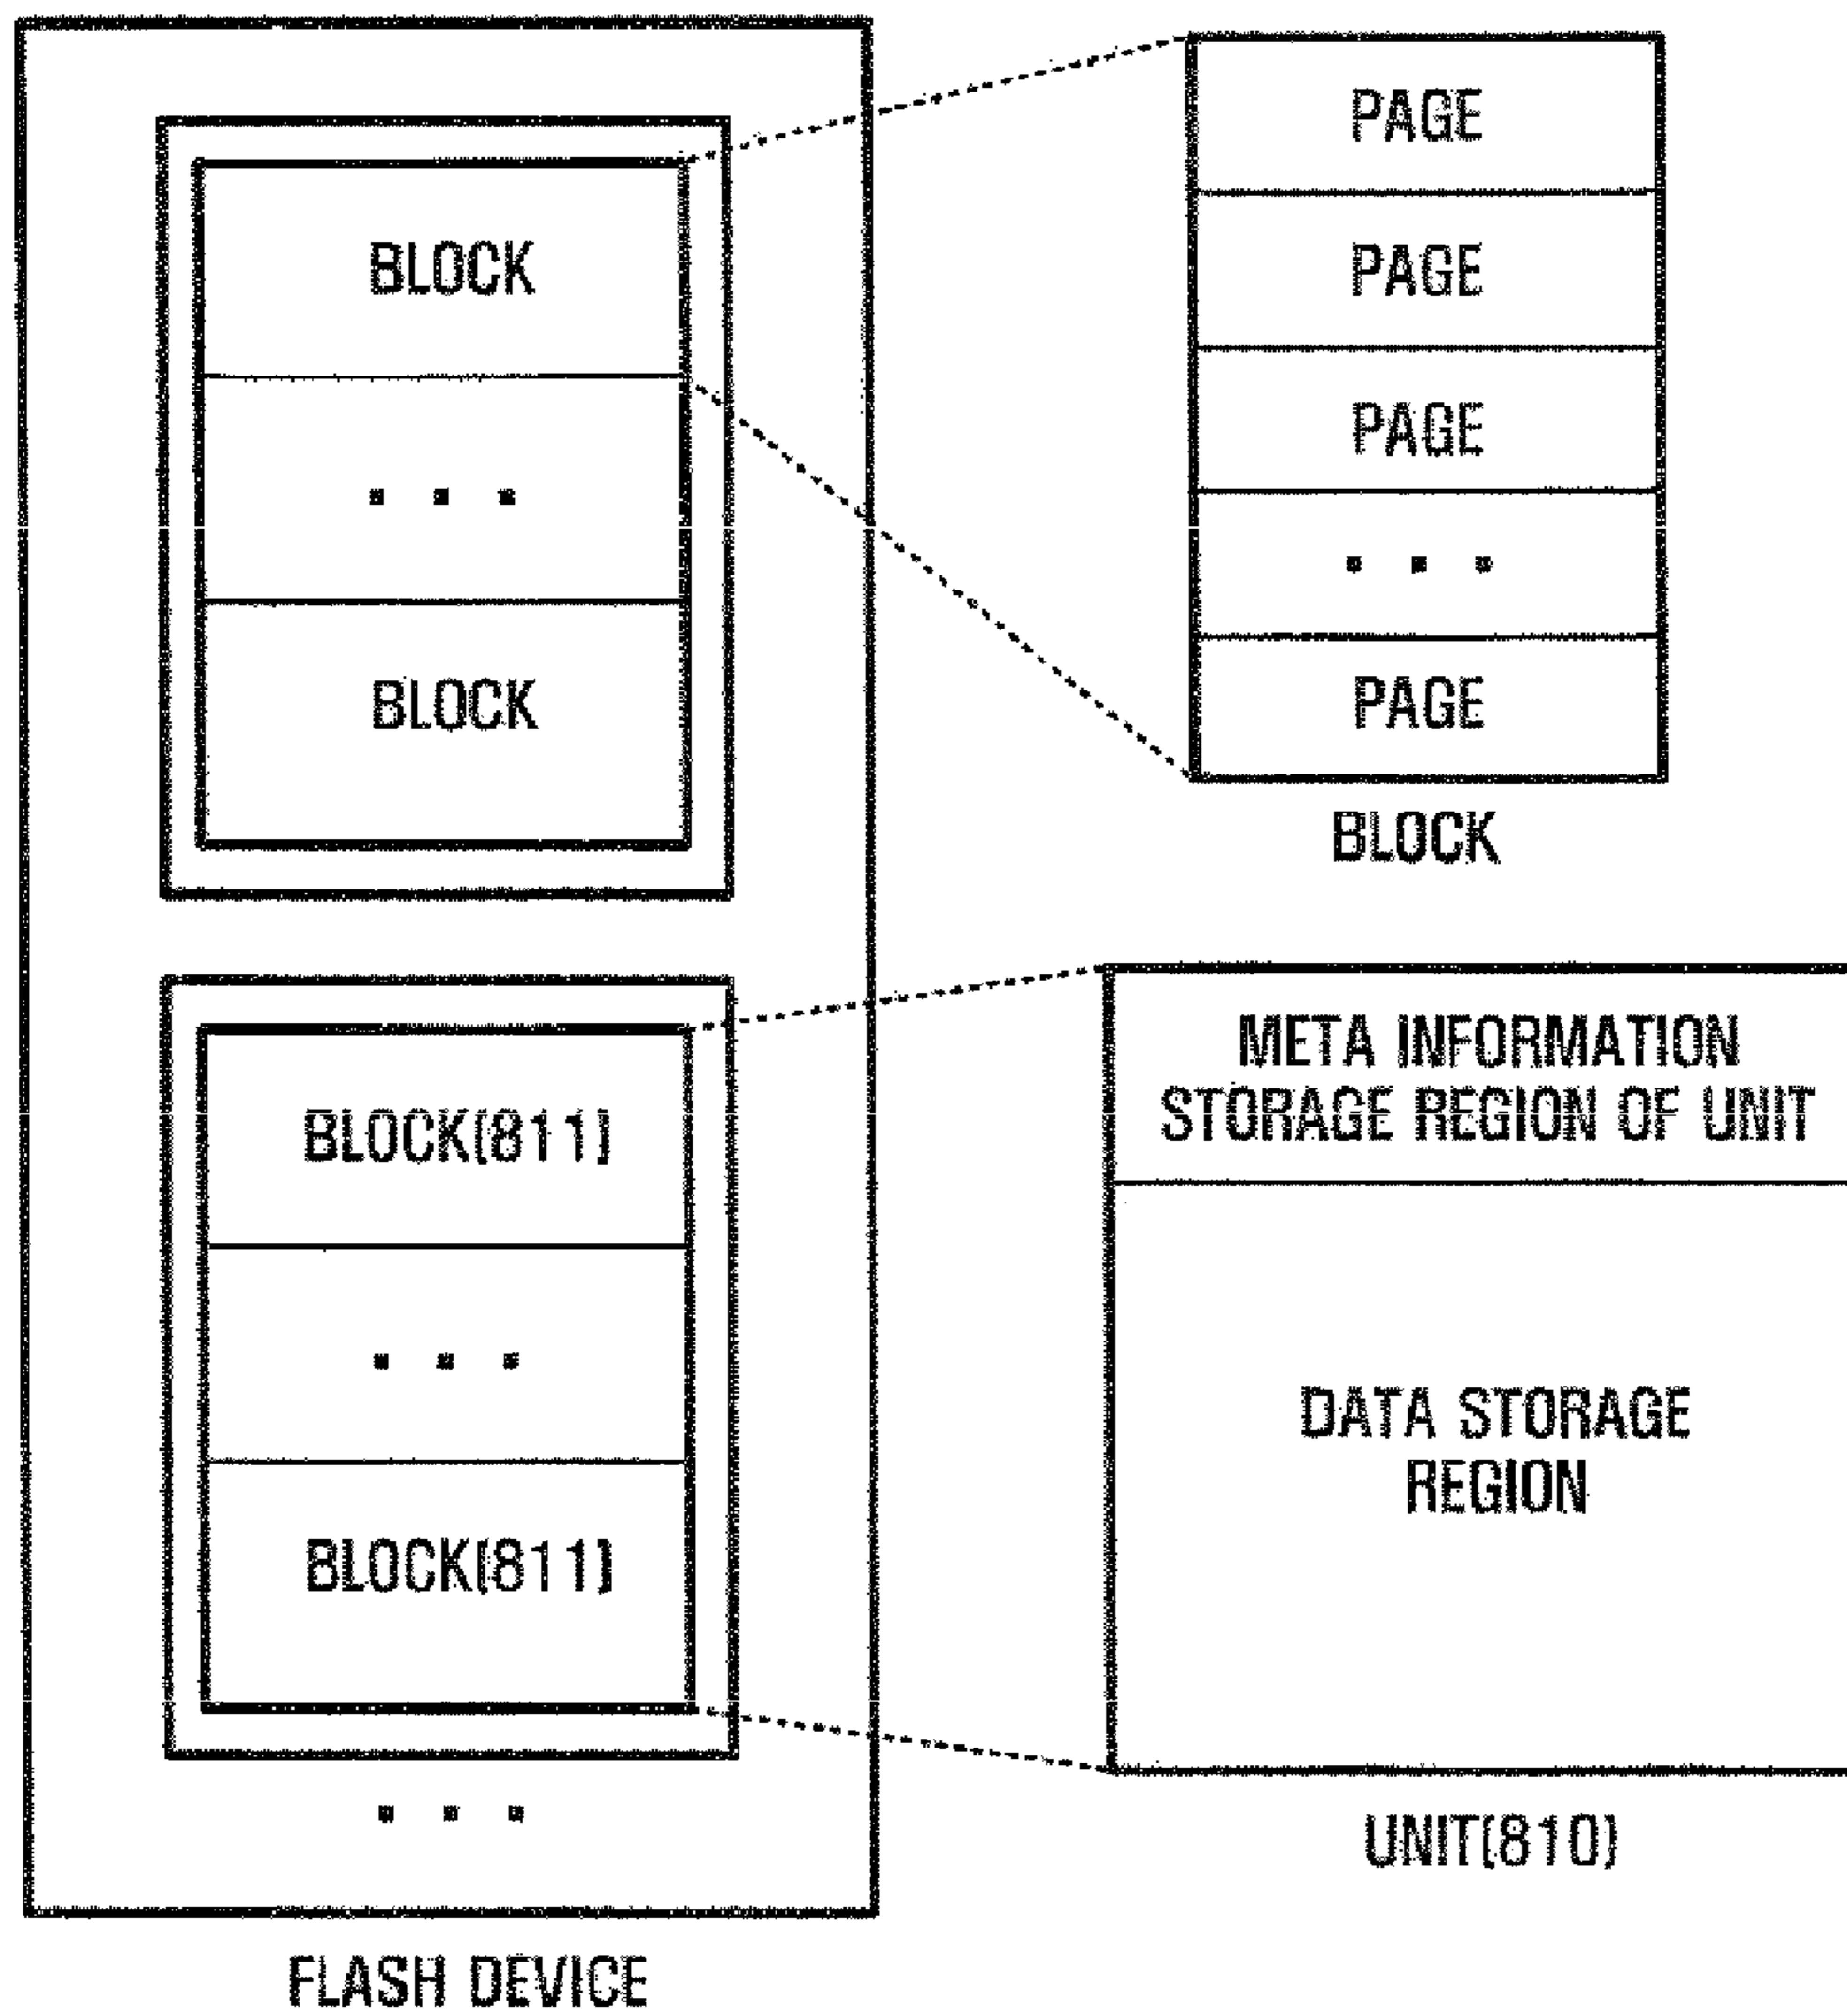 BLOCK
. . .
BLOCK
PAGE
PAGE
PAGE
. . .
PAGE
BLOCK
BLOCK(811)
. . .
BLOCK(811)
. . .
META INFORMATION
STORAGE REGION OF UNIT
DATA STORAGE
REGION
UNIT(810)
FLASH DEVICE